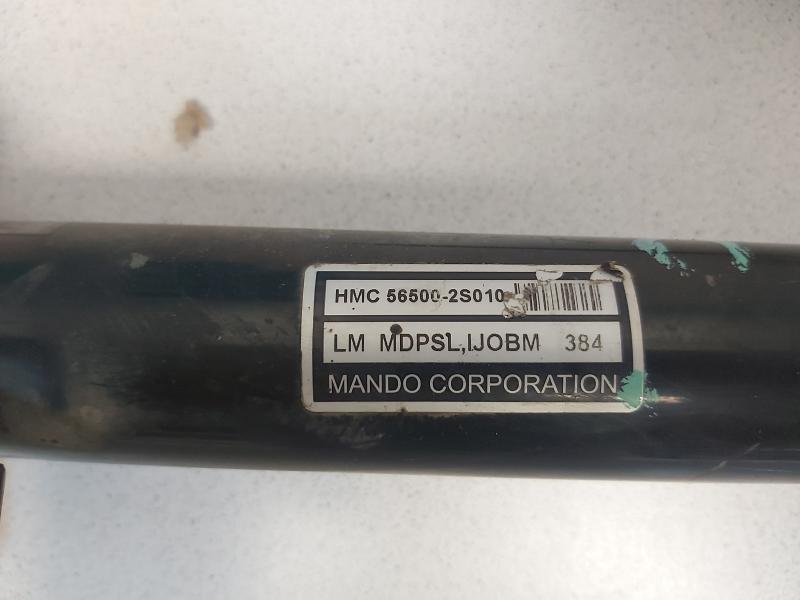 HMC 56500-2S010
LM MDPSL,IJOBM 384
MANDO CORPORATION